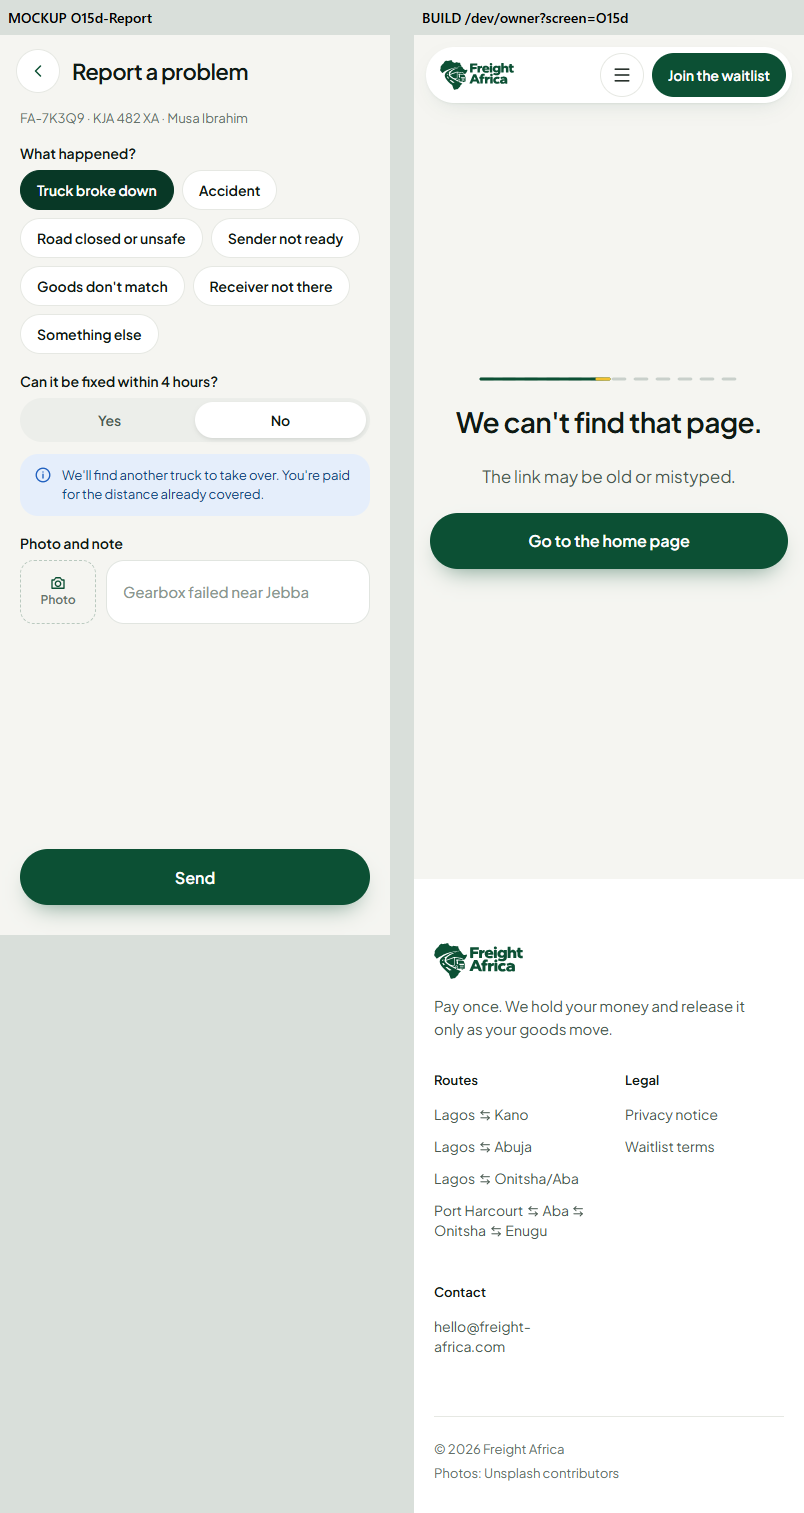 MOCKUP O15d-Report
Report a problem
FA-7K3Q9 · KJA 482 XA · Musa Ibrahim
What happened?
Truck broke down
Accident
Road closed or unsafe
Sender not ready
Goods don't match
Receiver not there
Something else
Can it be fixed within 4 hours?
Yes
No
We'll find another truck to take over. You're paid
for the distance already covered.
Photo and note
Photo
Gearbox failed near Jebba
Send
BUILD /dev/owner?screen=O15d
Freight
Africa
Join the waitlist
We can't find that page.
The link may be old or mistyped.
Go to the home page
Freight
Africa
Pay once. We hold your money and release it
only as your goods move.
Routes
Lagos ⇆ Kano
Lagos ⇆ Abuja
Lagos ⇆ Onitsha/Aba
Port Harcourt ⇆ Aba ⇆
Onitsha ⇆ Enugu
Legal
Privacy notice
Waitlist terms
Contact
hello@freight-
africa.com
© 2026 Freight Africa
Photos: Unsplash contributors